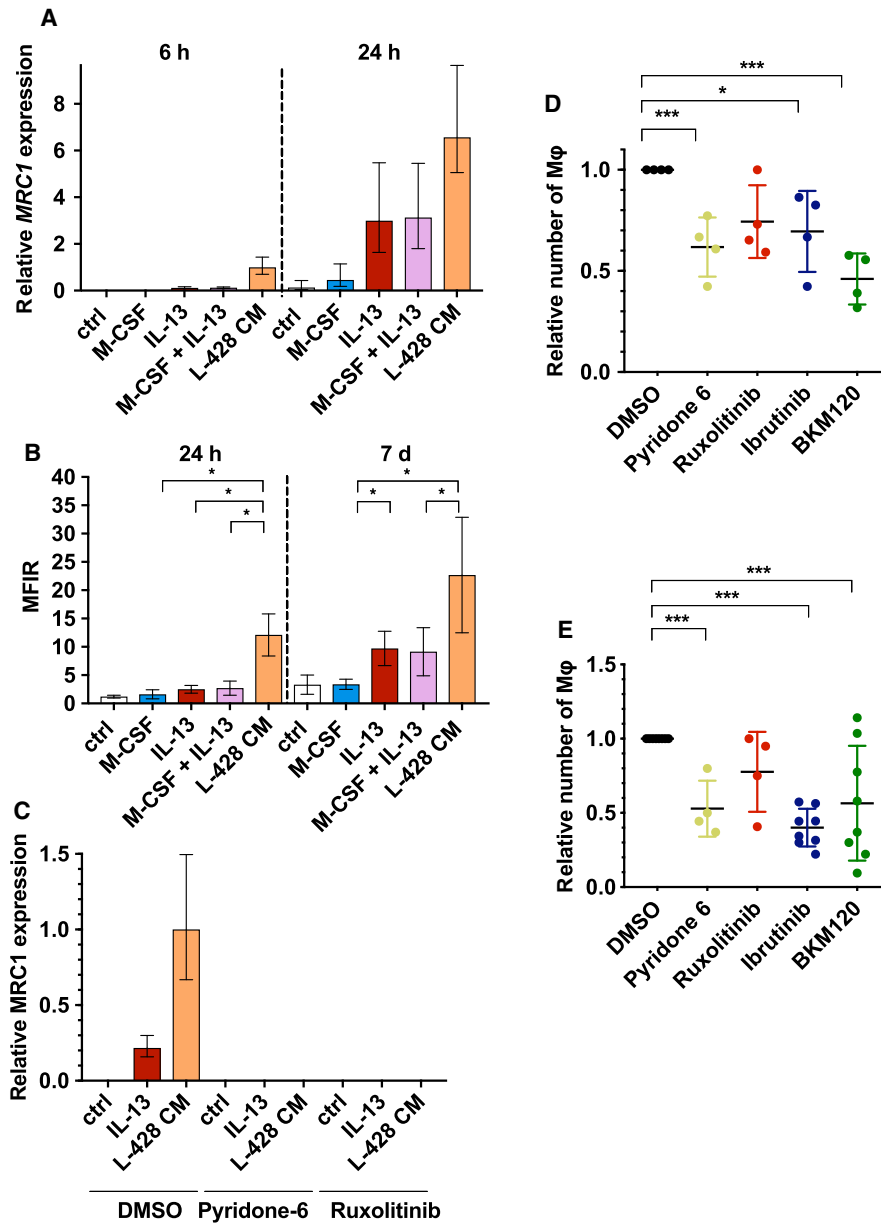 A
6 h
24 h
Relative MRC1 expression
8
6
4
2
0
ctrl
M-CSF
IL-13
M-CSF + IL-13
L-428 CM
ctrl
M-CSF
IL-13
M-CSF + IL-13
L-428 CM
B
24 h
7 d
*
*
*
*
*
*
MFIR
40
35
30
25
20
15
10
5
0
ctrl
M-CSF
IL-13
M-CSF + IL-13
L-428 CM
ctrl
M-CSF
IL-13
M-CSF + IL-13
L-428 CM
C
Relative MRC1 expression
1.5
1.0
0.5
0.0
ctrl
IL-13
L-428 CM
ctrl
IL-13
L-428 CM
ctrl
IL-13
L-428 CM
DMSO
Pyridone-6
Ruxolitinib
D
***
*
***
Relative number of Mφ
1.0
0.5
0.0
DMSO
Pyridone 6
Ruxolitinib
Ibrutinib
BKM120
E
***
***
***
Relative number of Mφ
1.5
1.0
0.5
0.0
DMSO
Pyridone 6
Ruxolitinib
Ibrutinib
BKM120